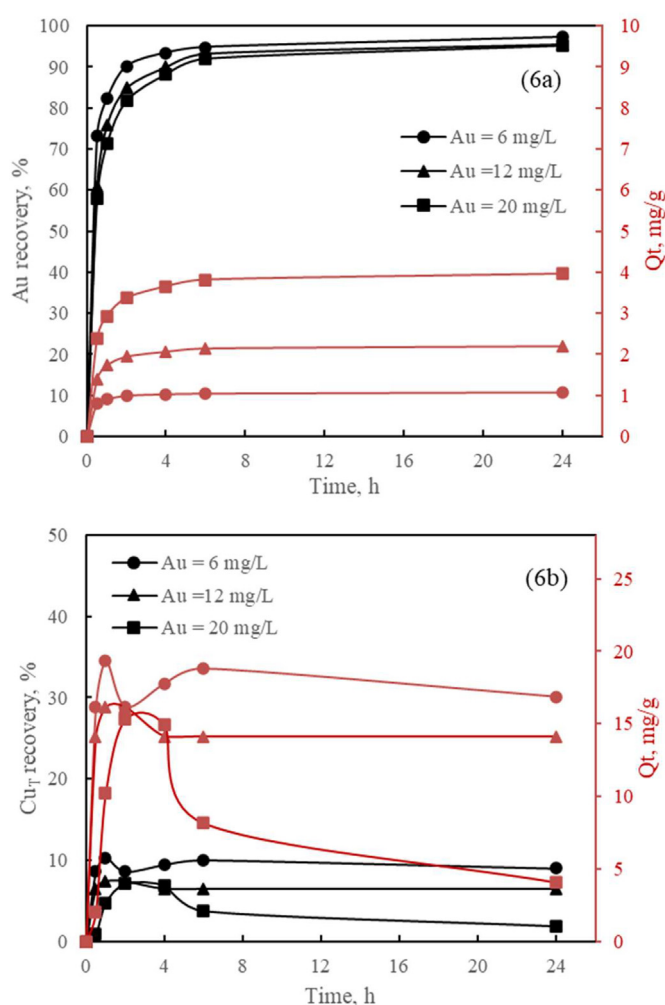 (6a)
Au recovery, %
100
90
80
70
60
50
40
30
20
10
0
Au = 6 mg/L
Au =12 mg/L
Au = 20 mg/L
10
9
8
7
6
5
4
3
2
1
0
Qt, mg/g
0 4 8 12 16 20 24
Time, h
(6b)
Cu_T recovery, %
50
40
30
20
10
0
Au = 6 mg/L
Au =12 mg/L
Au = 20 mg/L
25
20
15
10
5
0
Qt, mg/g
0 4 8 12 16 20 24
Time, h